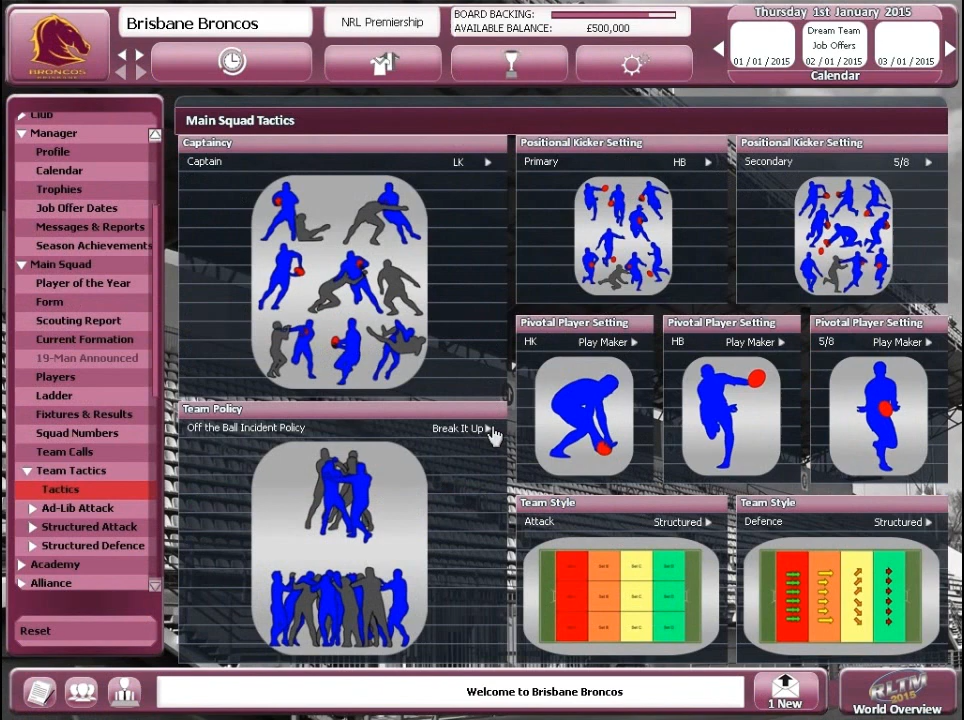 BRONCOS
BRISBANE
Brisbane Broncos
NRL Premiership
BOARD BACKING:
AVAILABLE BALANCE: £500,000
Thursday 1st January 2015
Dream Team
Job Offers
01 / 01 / 2015
02 / 01 / 2015
03 / 01 / 2015
Calendar
Club
Manager
Profile
Calendar
Trophies
Job Offer Dates
Messages & Reports
Season Achievements
Main Squad
Player of the Year
Form
Scouting Report
Current Formation
19-Man Announced
Players
Ladder
Fixtures & Results
Squad Numbers
Team Calls
Team Tactics
Tactics
Ad-Lib Attack
Structured Attack
Structured Defence
Academy
Alliance
Reset
Main Squad Tactics
Captaincy
Captain LK
Positional Kicker Setting
Primary HB
Positional Kicker Setting
Secondary 5/8
Pivotal Player Setting
HK Play Maker
Pivotal Player Setting
HB Play Maker
Pivotal Player Setting
5/8 Play Maker
Team Policy
Off the Ball Incident Policy Break It Up
Team Style
Attack Structured
Team Style
Defence Structured
Welcome to Brisbane Broncos
1 New
RLTM
2015
World Overview